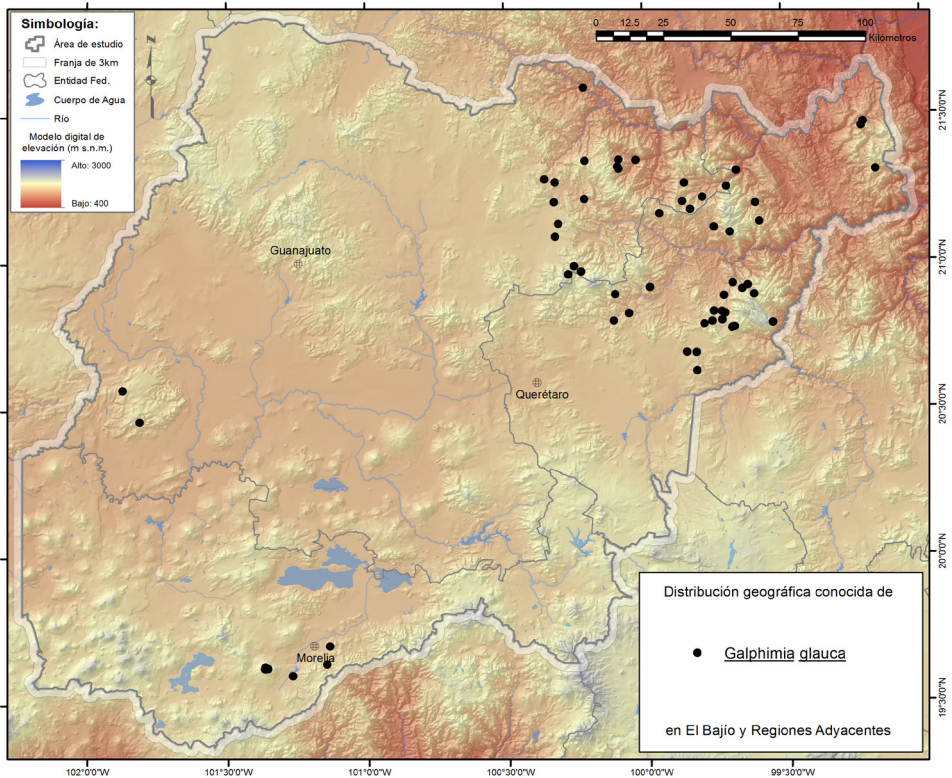 Simbología:
Área de estudio
Franja de 3km
Entidad Fed.
Cuerpo de Agua
Río
Modelo digital de
elevación (m s.n.m.)
Alto: 3000
Bajo: 400
N
0 12.5 25 50 75 100
Kilómetros
Guanajuato
Querétaro
Morelia
21°30'0"N
21°0'0"N
20°30'0"N
20°0'0"N
19°30'0"N
Distribución geográfica conocida de
Galphimia glauca
en El Bajío y Regiones Adyacentes
102°0'0"W 101°30'0"W 101°0'0"W 100°30'0"W 100°0'0"W 99°30'0"W